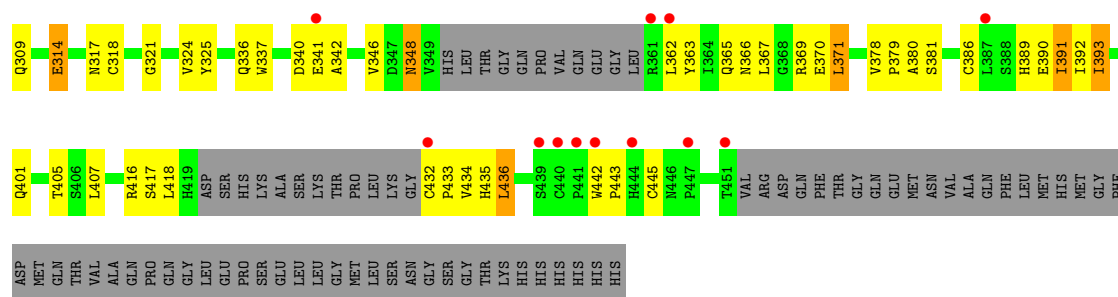 Q309 E314 N317 C318 G321 V324 Y325 Q336 W337 D340 E341 A342 V346 D347 N348 V349 HIS LEU THR GLY GLN PRO VAL GLN GLU GLY LEU R361 L362 Y363 I364 Q365 N366 L367 G368 R369 E370 L371 V378 P379 A380 S381 C386 L387 S388 H389 E390 I391 I392 I393
Q401 T405 S406 L407 R416 S417 L418 H419 ASP SER HIS LYS ALA SER LYS THR PRO LEU LYS GLY C432 P433 V434 H435 L436 S439 C440 P441 W442 P443 H444 C445 N446 P447 T451 VAL ARG ASP GLN PHE THR GLY GLN GLU MET ASN VAL ALA GLN PHE LEU MET HIS MET GLY PHE
ASP MET GLN THR VAL ALA GLN PRO GLN GLY LEU GLU PRO SER GLU LEU LEU GLY MET LEU SER ASN GLY SER GLY THR LYS HIS HIS HIS HIS HIS HIS